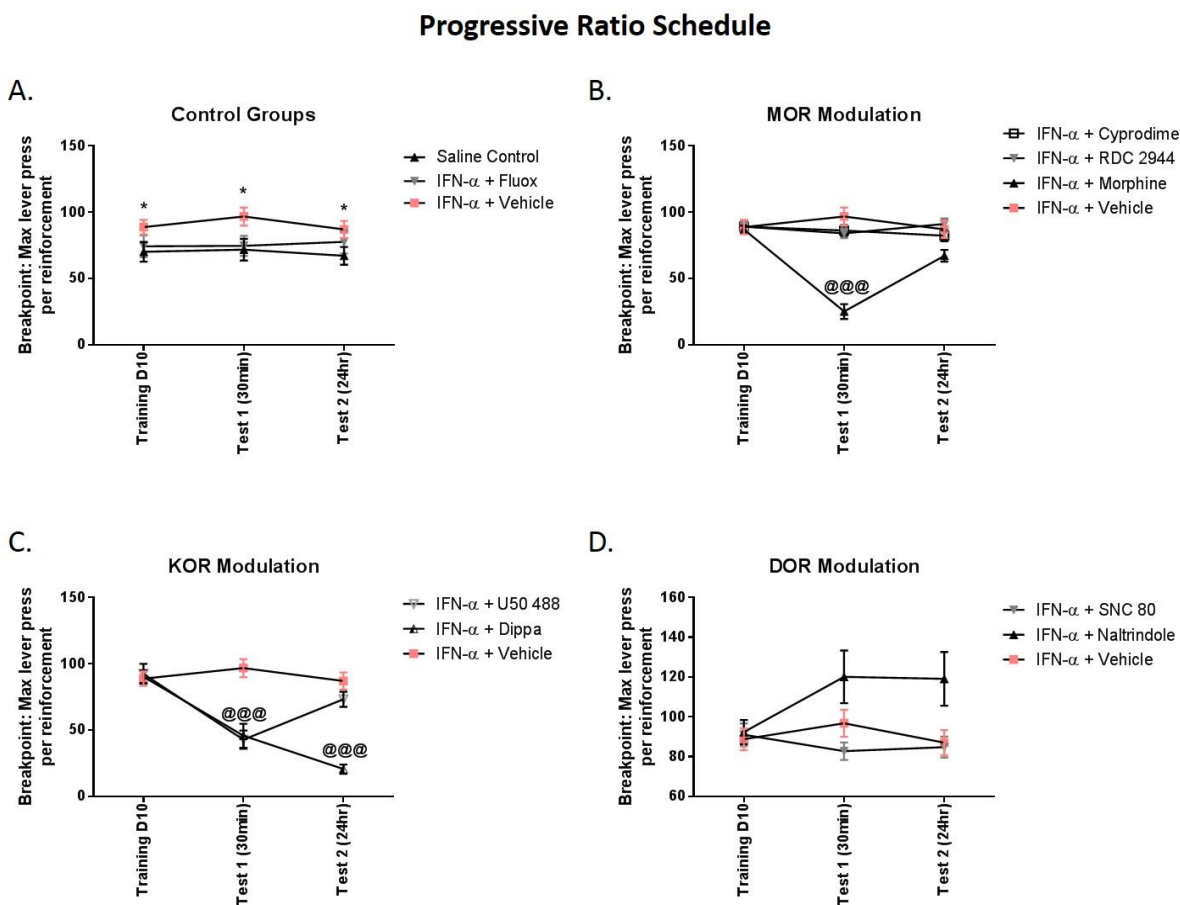 Progressive Ratio Schedule
A.
Control Groups
Breakpoint: Max lever press
per reinforcement
150
100
50
0
*
*
*
Training D10
Test 1 (30min)
Test 2 (24hr)
Saline Control
IFN-α + Fluox
IFN-α + Vehicle
B.
MOR Modulation
Breakpoint: Max lever press
per reinforcement
150
100
50
0
@@@
Training D10
Test 1 (30min)
Test 2 (24hr)
IFN-α + Cyprodime
IFN-α + RDC 2944
IFN-α + Morphine
IFN-α + Vehicle
C.
KOR Modulation
Breakpoint: Max lever press
per reinforcement
150
100
50
0
@@@
@@@
Training D10
Test 1 (30min)
Test 2 (24hr)
IFN-α + U50 488
IFN-α + Dippa
IFN-α + Vehicle
D.
DOR Modulation
Breakpoint: Max lever press
per reinforcement
160
140
120
100
80
60
Training D10
Test 1 (30min)
Test 2 (24hr)
IFN-α + SNC 80
IFN-α + Naltrindole
IFN-α + Vehicle